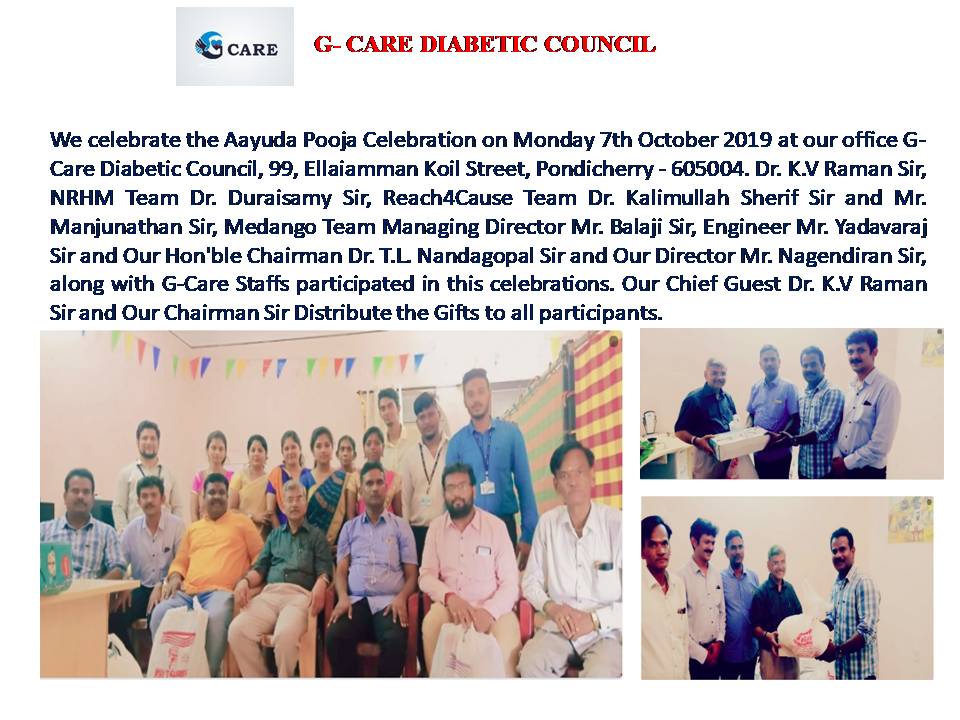 G CARE
G- CARE DIABETIC COUNCIL
We celebrate the Aayuda Pooja Celebration on Monday 7th October 2019 at our office G-
Care Diabetic Council, 99, Ellaiamman Koil Street, Pondicherry - 605004. Dr. K.V Raman Sir,
NRHM Team Dr. Duraisamy Sir, Reach4Cause Team Dr. Kalimullah Sherif Sir and Mr.
Manjunathan Sir, Medango Team Managing Director Mr. Balaji Sir, Engineer Mr. Yadavaraj
Sir and Our Hon'ble Chairman Dr. T.L. Nandagopal Sir and Our Director Mr. Nagendiran Sir,
along with G-Care Staffs participated in this celebrations. Our Chief Guest Dr. K.V Raman
Sir and Our Chairman Sir Distribute the Gifts to all participants.